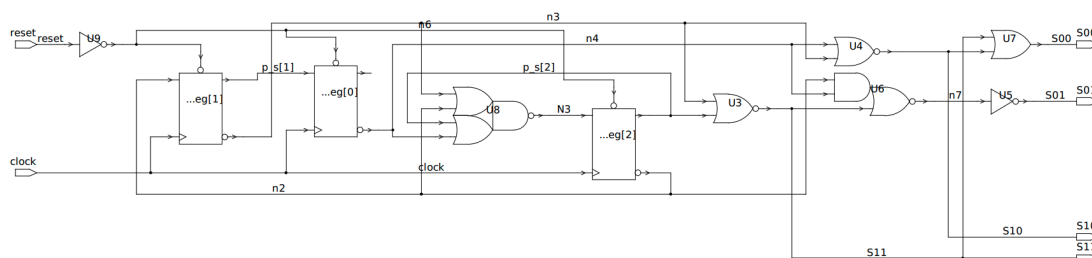 n3
n6
reset
reset
U9
n4
U4
U7
S00
S00
p_s[1]
p_s[2]
...eg[1]
...eg[0]
U8
N3
...eg[2]
U3
U6
n7
U5
S01
clock
clock
n2
S10
S11